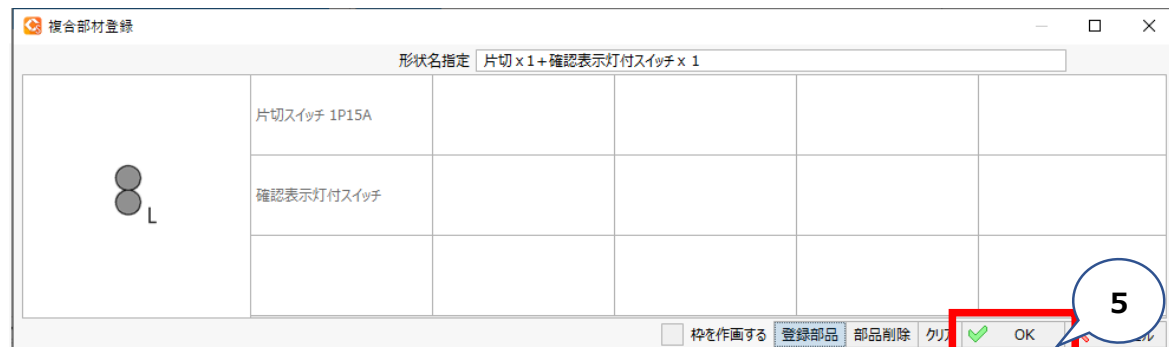 複合部材登録
形状名指定 片切x1+確認表示灯付スイッチx 1
片切スイッチ 1P15A
確認表示灯付スイッチ
L
枠を作画する 登録部品 部品削除 クリア OK
5